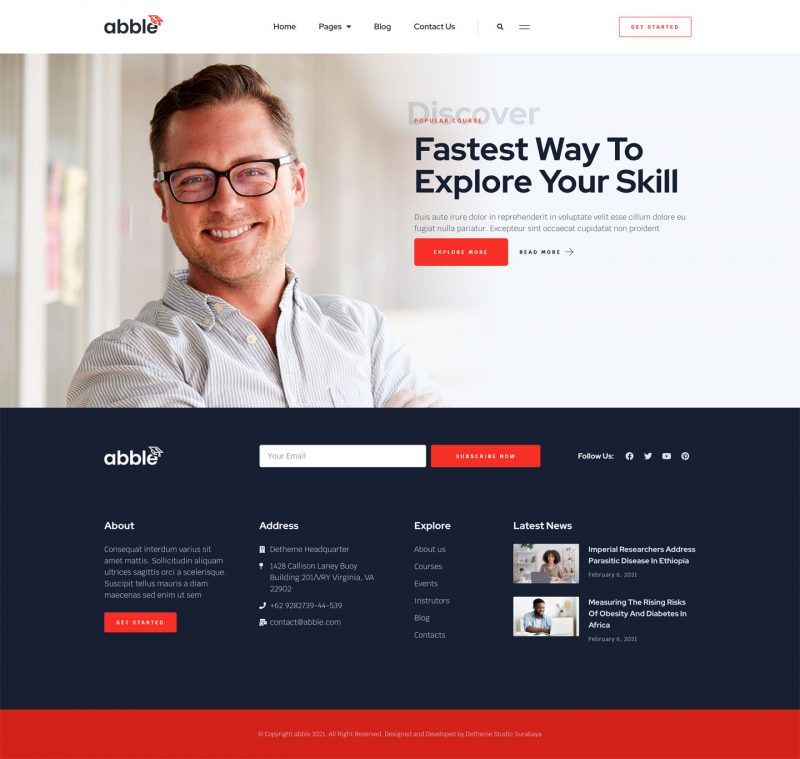 abble
Home
Pages
Blog
Contact Us
GET STARTED
Discover
POPULAR COURSE
Fastest Way To
Explore Your Skill
Duis aute irure dolor in reprehenderit in voluptate velit esse cillum dolore eu
fugiat nulla pariatur. Excepteur sint occaecat cupidatat non proident
EXPLORE MORE
READ MORE
abble
Your Email
SUBSCRIBE NOW
Follow Us:
About
Consequat interdum varius sit
amet mattis. Sollicitudin aliquam
ultrices sagittis orci a scelerisque.
Suscipit tellus mauris a diam
maecenas sed enim ut sem
GET STARTED
Address
Detheme Headquarter
1428 Callison Laney Buoy
Building 201/VRY Virginia, VA
22902
+62 9282739-44-539
contact@abble.com
Explore
About us
Courses
Events
Instrutors
Blog
Contacts
Latest News
Imperial Researchers Address
Parasitic Disease In Ethiopia
February 6, 2021
Measuring The Rising Risks
Of Obesity And Diabetes In
Africa
February 6, 2021
© Copyright abble 2021. All Right Reserved. Designed and Developed by Detheme Studio Surabaya